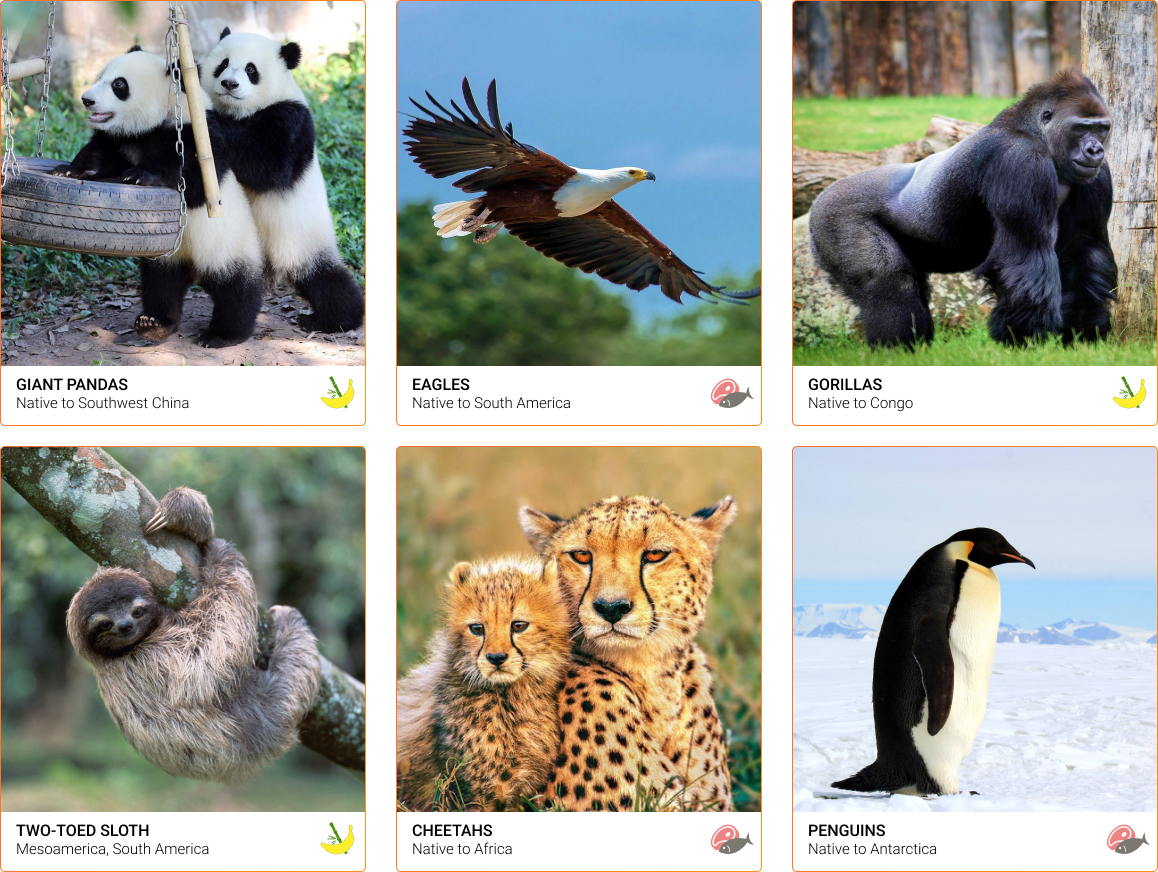 GIANT PANDAS
Native to Southwest China
EAGLES
Native to South America
GORILLAS
Native to Congo
TWO-TOED SLOTH
Mesoamerica, South America
CHEETAHS
Native to Africa
PENGUINS
Native to Antarctica